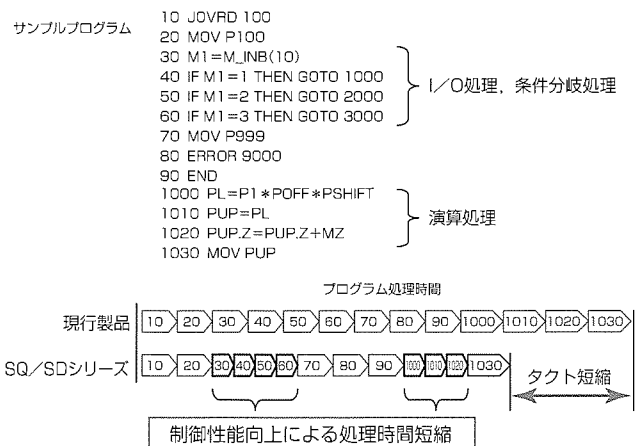 サンプルプログラム
10 JOVRD 100
20 MOV P100
30 M1=M_INB(10)
40 IF M1=1 THEN GOTO 1000
50 IF M1=2 THEN GOTO 2000
60 IF M1=3 THEN GOTO 3000
I/O処理，条件分岐処理
70 MOV P999
80 ERROR 9000
90 END
1000 PL=P1*POFF*PSHIFT
1010 PUP=PL
1020 PUP.Z=PUP.Z+MZ
演算処理
1030 MOV PUP
プログラム処理時間
現行製品 10 20 30 40 50 60 70 80 90 1000 1010 1020 1030
SQ/SDシリーズ 10 20 30 40 50 60 70 80 90 1000 1010 1020 1030
タクト短縮
制御性能向上による処理時間短縮